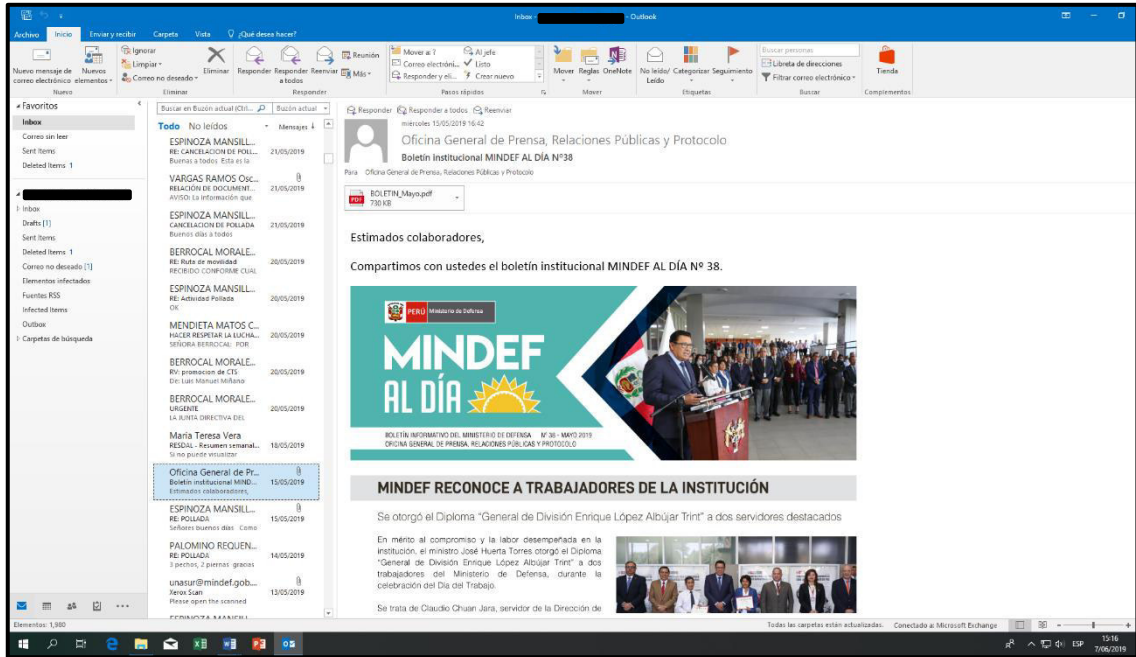 Inbox - - Outlook
Archivo Inicio Enviar y recibir Carpeta Vista ¿Qué desea hacer?
Nuevo mensaje de correo electrónico
Nuevos elementos
Nuevo
Ignorar
Limpiar
Correo no deseado
Eliminar
Eliminar
Responder
Responder a todos
Reenviar
Reunión
Más
Responder
Mover a: ?
Al jefe
Correo electróni...
Listo
Responder y eli...
Crear nuevo
Pasos rápidos
Mover
Reglas
OneNote
Mover
No leído/ Leído
Categorizar
Seguimiento
Etiquetas
Buscar personas
Libreta de direcciones
Filtrar correo electrónico
Buscar
Tienda
Complementos
Favoritos
Inbox
Correo sin leer
Sent Items
Deleted Items 1
Inbox
Drafts [1]
Sent Items
Deleted Items 1
Correo no deseado [1]
Elementos infectados
Fuentes RSS
Infected Items
Outbox
Carpetas de búsqueda
Buscar en Buzón actual (Ctrl... Buzón actual
Todo No leídos Mensajes
ESPINOZA MANSILL...
RE: CANCELACION DE POLL... 21/05/2019
Buenas a todos Esta es la
VARGAS RAMOS Osc...
RELACIÓN DE DOCUMENT... 21/05/2019
AVISO: La información que
ESPINOZA MANSILL...
CANCELACION DE POLLADA 21/05/2019
Buenos días a todos
BERROCAL MORALE...
RE: Ruta de movilidad 20/05/2019
RECIBIDO CONFORME CUAL
ESPINOZA MANSILL...
RE: Actividad Pollada 20/05/2019
OK
MENDIETA MATOS C...
HACER RESPETAR LA LUCHA... 20/05/2019
SEÑORA BERROCAL: POR
BERROCAL MORALE...
RV: promocion de CTS 20/05/2019
De: Luis Manuel Miñano
BERROCAL MORALE...
URGENTE 20/05/2019
LA JUNTA DIRECTIVA DEL
Maria Teresa Vera
RESDAL - Resumen semanal... 18/05/2019
Si no puede visualizar
Oficina General de Pr...
Boletín institucional MIND... 15/05/2019
Estimados colaboradores,
ESPINOZA MANSILL...
RE: POLLADA 15/05/2019
Señores buenos días Como
PALOMINO REQUEN...
RE: POLLADA 14/05/2019
3 pechos, 2 piernas gracias
unasur@mindef.gob...
Xerox Scan 13/05/2019
Please open the scanned
ESPINOZA MANSILL
Responder Responder a todos Reenviar
miércoles 15/05/2019 16:42
Oficina General de Prensa, Relaciones Públicas y Protocolo
Boletín institucional MINDEF AL DÍA Nº38
Para Oficina General de Prensa, Relaciones Públicas y Protocolo
PDF
BOLETIN_Mayo.pdf
730 KB
Estimados colaboradores,
Compartimos con ustedes el boletín institucional MINDEF AL DÍA Nº 38.
PERÚ Ministerio de Defensa
MINDEF
AL DÍA
BOLETÍN INFORMATIVO DEL MINISTERIO DE DEFENSA Nº 38 - MAYO 2019
OFICINA GENERAL DE PRENSA, RELACIONES PÚBLICAS Y PROTOCOLO
MINDEF RECONOCE A TRABAJADORES DE LA INSTITUCIÓN
Se otorgó el Diploma "General de División Enrique López Albújar Trint" a dos servidores destacados
En mérito al compromiso y la labor desempeñada en la
institución, el ministro José Huerta Torres otorgó el Diploma
"General de División Enrique López Albújar Trint" a dos
trabajadores del Ministerio de Defensa, durante la
celebración del Día del Trabajo.
Se trata de Claudio Chuan Jara, servidor de la Dirección de
Elementos: 1,980
Todas las carpetas están actualizadas. Conectado a: Microsoft Exchange
ESP
15:16
7/06/2019